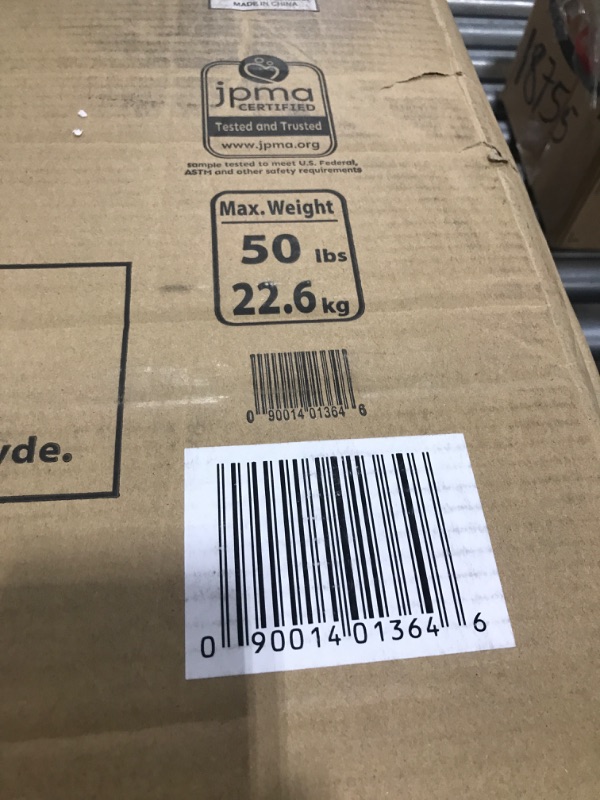 MADE IN CHINA
jpma
CERTIFIED
Tested and Trusted
www.jpma.org
sample tested to meet U.S. Federal,
ASTM and other safety requirements
Max. Weight
50 lbs
22.6 kg
0 90014 01364 6
yde.
0 90014 01364 6
18755